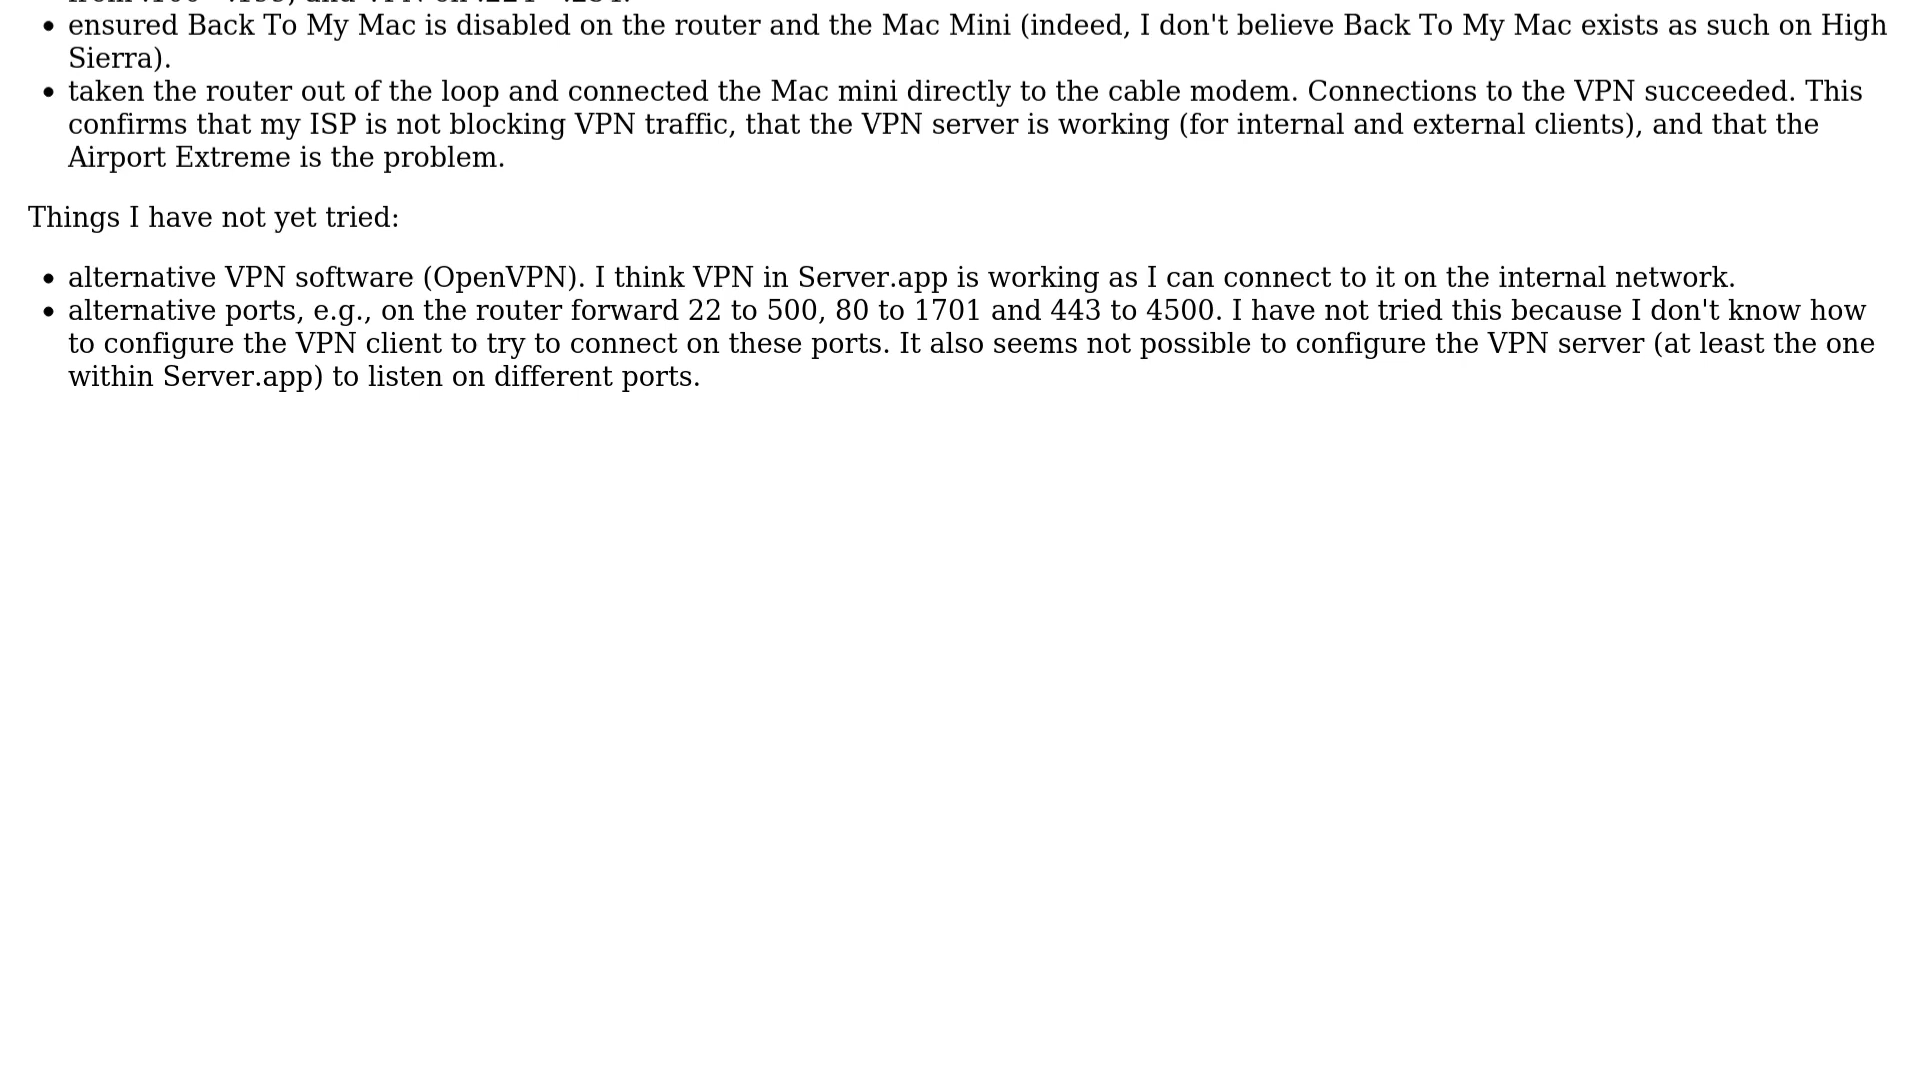 ensured Back To My Mac is disabled on the router and the Mac Mini (indeed, I don't believe Back To My Mac exists as such on High
Sierra).
taken the router out of the loop and connected the Mac mini directly to the cable modem. Connections to the VPN succeeded. This
confirms that my ISP is not blocking VPN traffic, that the VPN server is working (for internal and external clients), and that the
Airport Extreme is the problem.
Things I have not yet tried:
alternative VPN software (OpenVPN). I think VPN in Server.app is working as I can connect to it on the internal network.
alternative ports, e.g., on the router forward 22 to 500, 80 to 1701 and 443 to 4500. I have not tried this because I don't know how
to configure the VPN client to try to connect on these ports. It also seems not possible to configure the VPN server (at least the one
within Server.app) to listen on different ports.